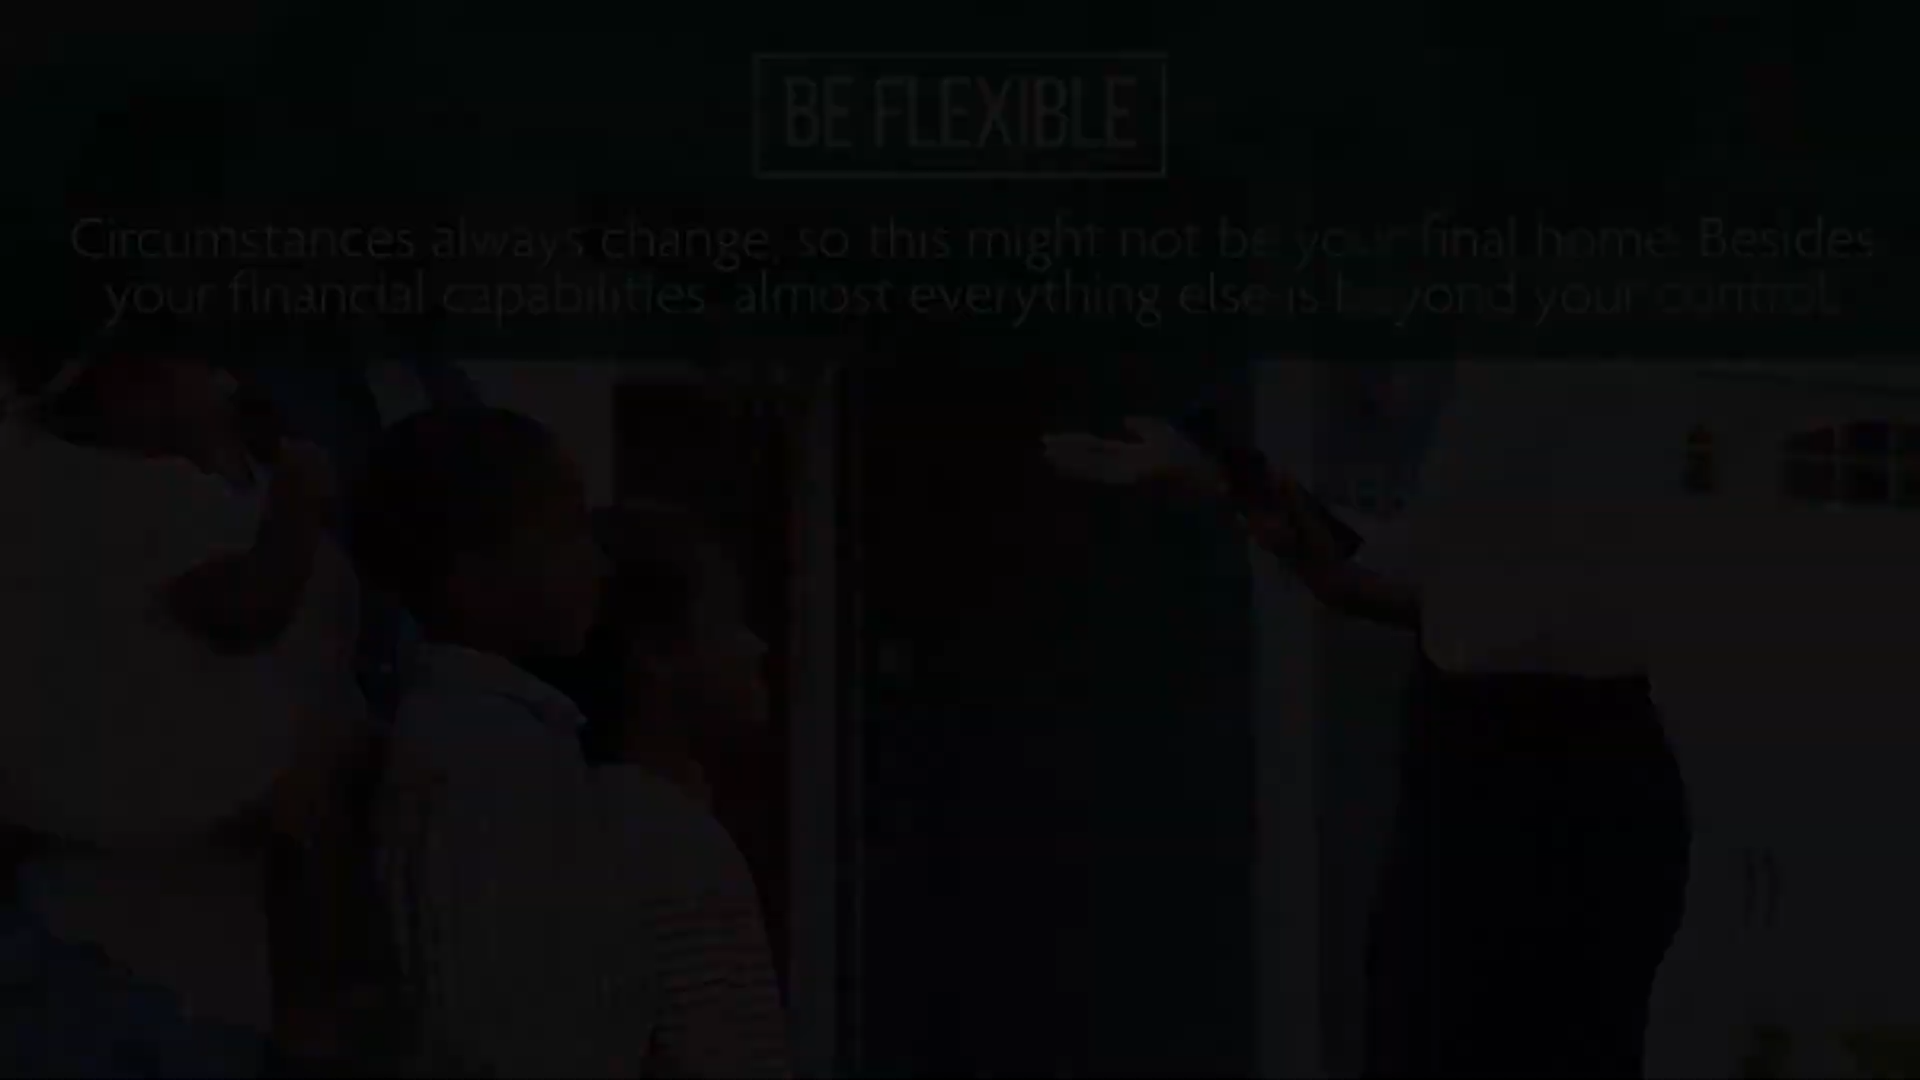 BE FLEXIBLE
Circumstances always change, so this might not be your final home. Besides
your financial capabilities, almost everything else is beyond your control.